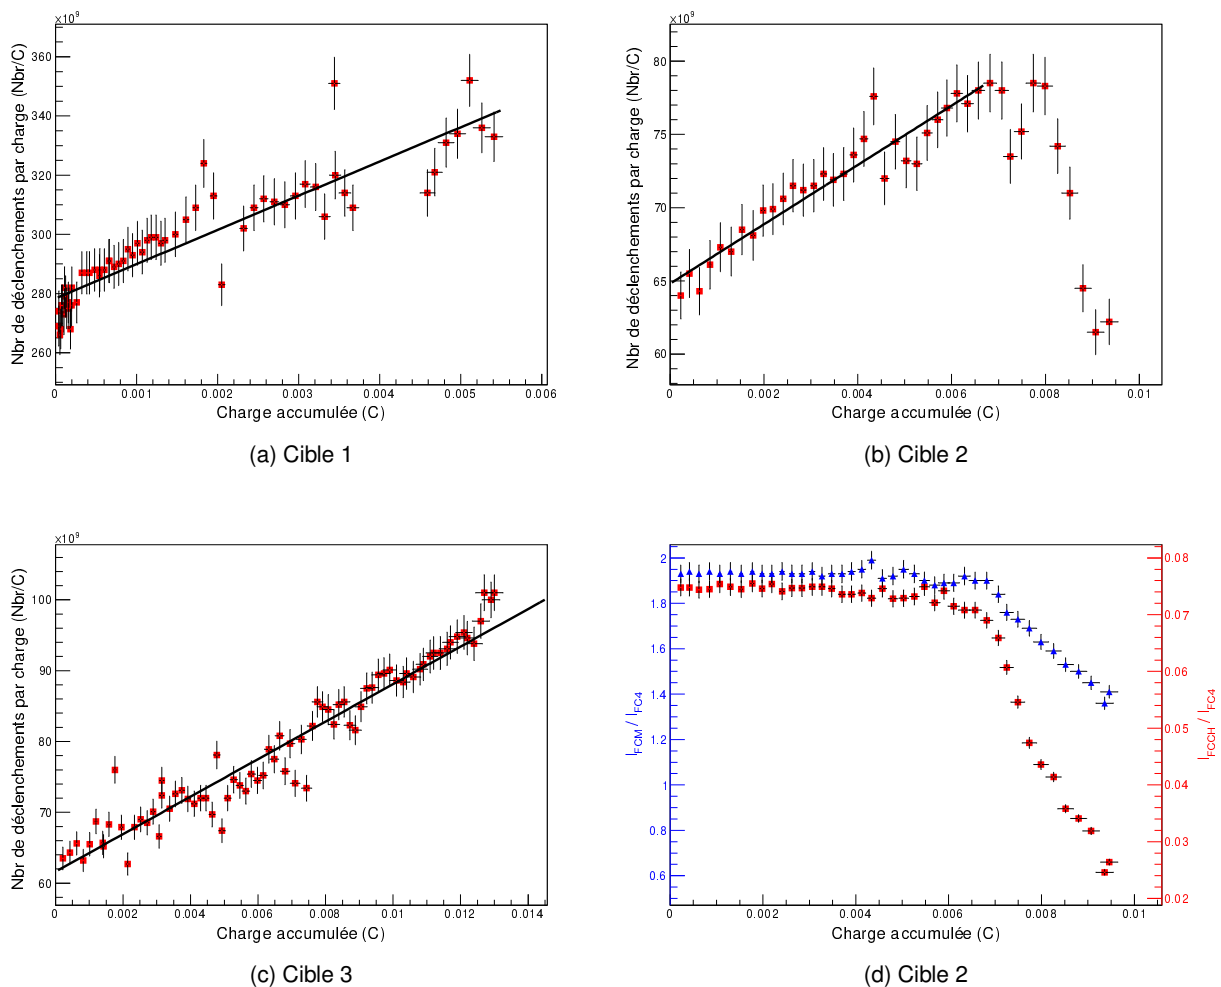 ×10⁹
Nbr de déclenchements par charge (Nbr/C)
360
340
320
300
280
260
0 0.001 0.002 0.003 0.004 0.005 0.006
Charge accumulée (C)
(a) Cible 1
×10⁹
Nbr de déclenchements par charge (Nbr/C)
80
75
70
65
60
0 0.002 0.004 0.006 0.008 0.01
Charge accumulée (C)
(b) Cible 2
×10⁹
Nbr de déclenchements par charge (Nbr/C)
100
90
80
70
60
0 0.002 0.004 0.006 0.008 0.01 0.012 0.014
Charge accumulée (C)
(c) Cible 3
I_FCM / I_FC4
2
1.8
1.6
1.4
1.2
1
0.8
0.6
0 0.002 0.004 0.006 0.008 0.01
Charge accumulée (C)
0.08
0.07
0.06
0.05
0.04
0.03
0.02
I_FCCH / I_FC4
(d) Cible 2